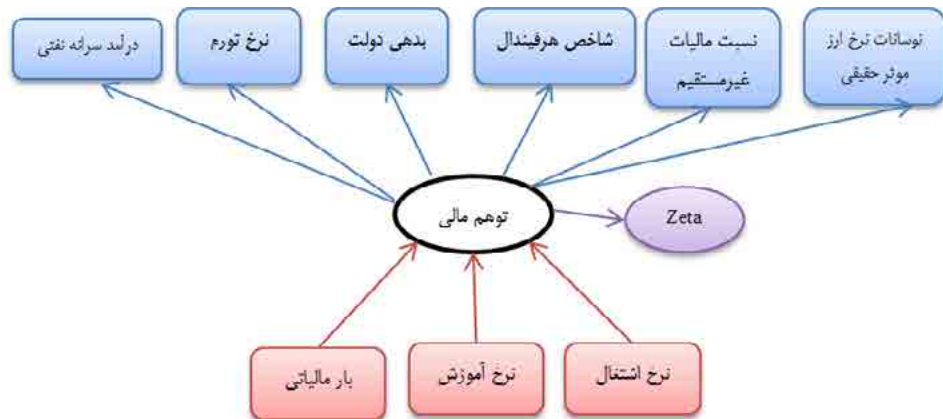 نوسانات نرخ ارز
موثر حقیقی
نسبت مالیات
غیرمستقیم
شاخص هرفیندال
بدهی دولت
نرخ تورم
درآمد سرانه نفتی
توهم مالی
Zeta
نرخ اشتغال
نرخ آموزش
بار مالیاتی